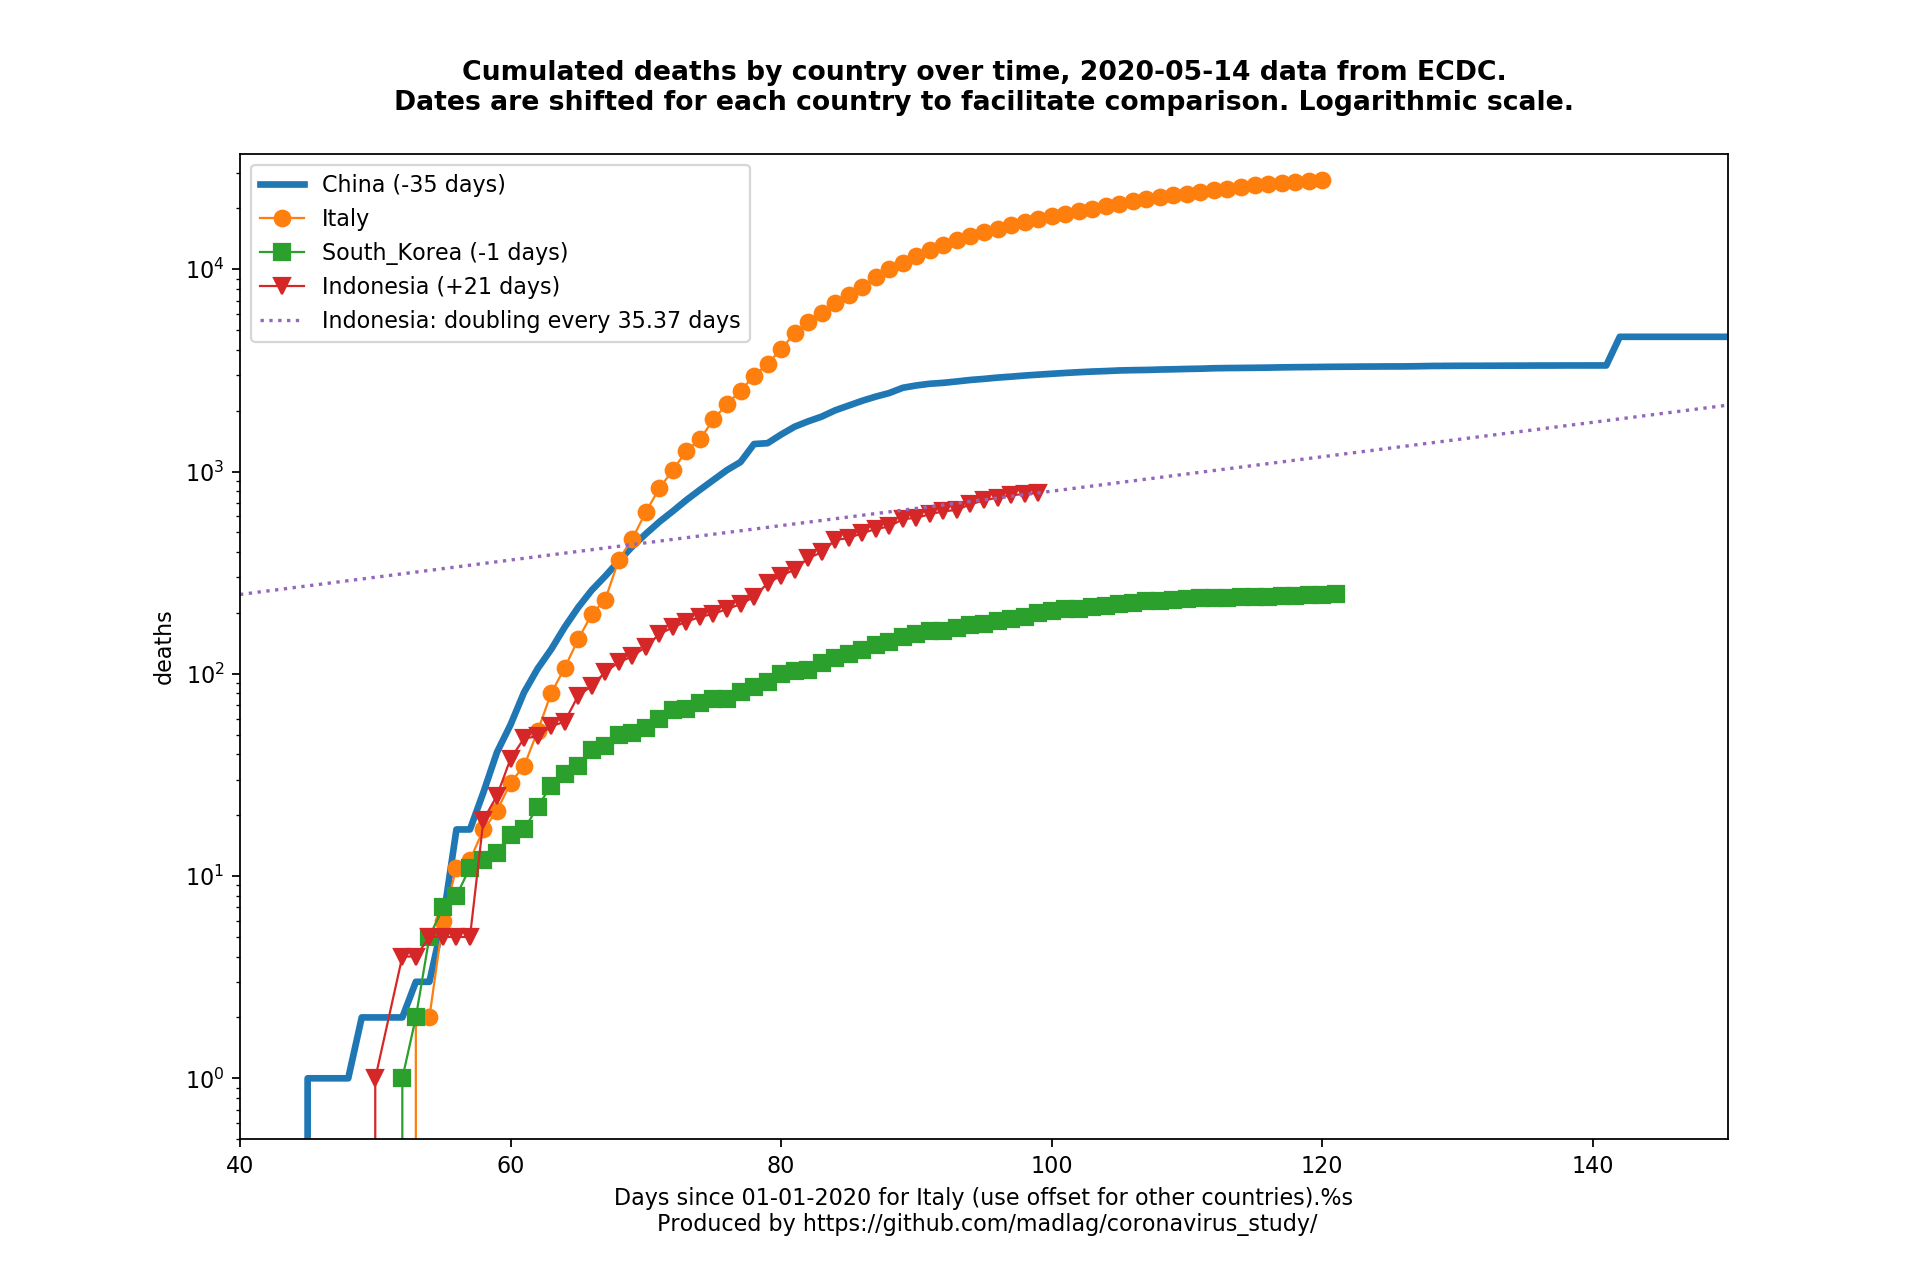 Cumulated deaths by country over time, 2020-05-14 data from ECDC.
Dates are shifted for each country to facilitate comparison. Logarithmic scale.
China (-35 days)
Italy
South_Korea (-1 days)
Indonesia (+21 days)
Indonesia: doubling every 35.37 days
deaths
10⁴
10³
10²
10¹
10⁰
40 60 80 100 120 140
Days since 01-01-2020 for Italy (use offset for other countries).%s
Produced by https://github.com/madlag/coronavirus_study/